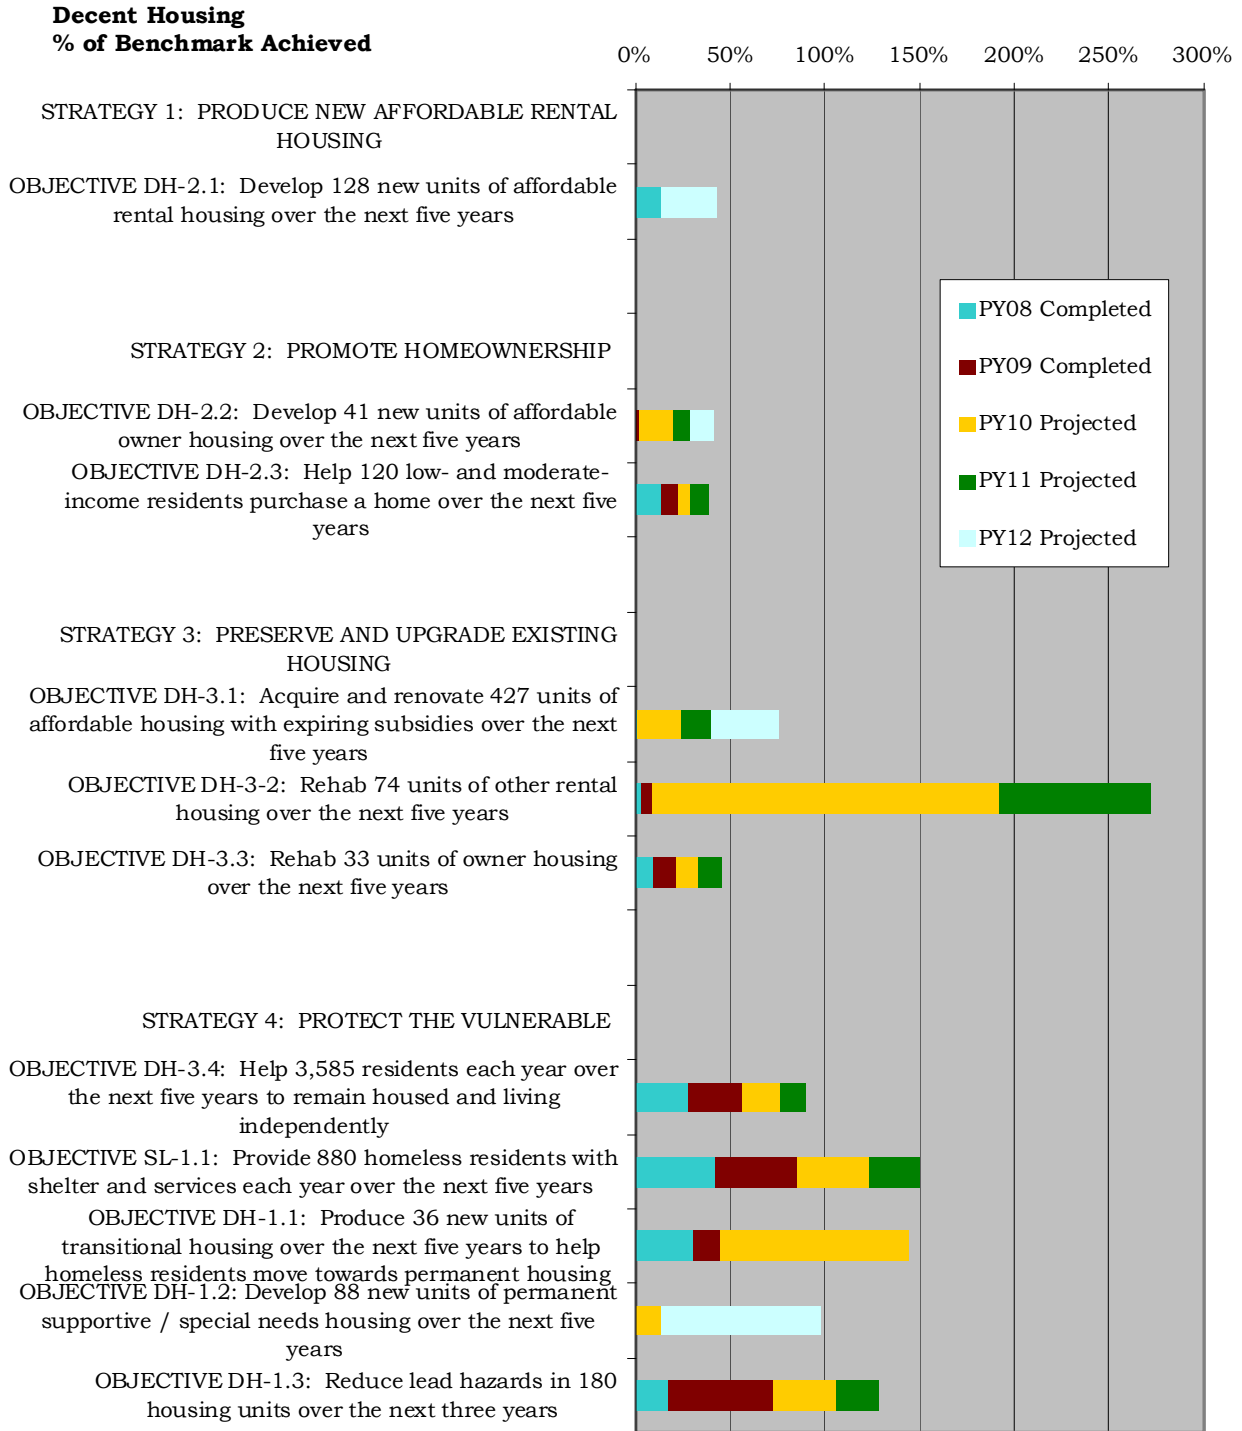 Decent Housing
% of Benchmark Achieved
0% 50% 100% 150% 200% 250% 300%
STRATEGY 1: PRODUCE NEW AFFORDABLE RENTAL
HOUSING
OBJECTIVE DH-2.1: Develop 128 new units of affordable
rental housing over the next five years
STRATEGY 2: PROMOTE HOMEOWNERSHIP
OBJECTIVE DH-2.2: Develop 41 new units of affordable
owner housing over the next five years
OBJECTIVE DH-2.3: Help 120 low- and moderate-
income residents purchase a home over the next five
years
STRATEGY 3: PRESERVE AND UPGRADE EXISTING
HOUSING
OBJECTIVE DH-3.1: Acquire and renovate 427 units of
affordable housing with expiring subsidies over the next
five years
OBJECTIVE DH-3-2: Rehab 74 units of other rental
housing over the next five years
OBJECTIVE DH-3.3: Rehab 33 units of owner housing
over the next five years
STRATEGY 4: PROTECT THE VULNERABLE
OBJECTIVE DH-3.4: Help 3,585 residents each year over
the next five years to remain housed and living
independently
OBJECTIVE SL-1.1: Provide 880 homeless residents with
shelter and services each year over the next five years
OBJECTIVE DH-1.1: Produce 36 new units of
transitional housing over the next five years to help
homeless residents move towards permanent housing
OBJECTIVE DH-1.2: Develop 88 new units of permanent
supportive / special needs housing over the next five
years
OBJECTIVE DH-1.3: Reduce lead hazards in 180
housing units over the next three years
PY08 Completed
PY09 Completed
PY10 Projected
PY11 Projected
PY12 Projected